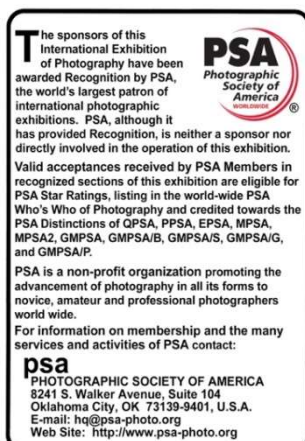 The sponsors of this
International Exhibition
of Photography have been
awarded Recognition by PSA,
the world's largest patron of
international photographic
exhibitions. PSA, although it
has provided Recognition, is neither a sponsor nor
directly involved in the operation of this exhibition.
PSA
Photographic
Society of
America
WORLDWIDE
®
Valid acceptances received by PSA Members in
recognized sections of this exhibition are eligible for
PSA Star Ratings, listing in the world-wide PSA
Who's Who of Photography and credited towards the
PSA Distinctions of QPSA, PPSA, EPSA, MPSA,
MPSA2, GMPSA, GMPSA/B, GMPSA/S, GMPSA/G,
and GMPSA/P.
PSA is a non-profit organization promoting the
advancement of photography in all its forms to
novice, amateur and professional photographers
world wide.
For information on membership and the many
services and activities of PSA contact:
psa
PHOTOGRAPHIC SOCIETY OF AMERICA
8241 S. Walker Avenue, Suite 104
Oklahoma City, OK 73139-9401, U.S.A.
E-mail: hq@psa-photo.org
Web Site: http://www.psa-photo.org